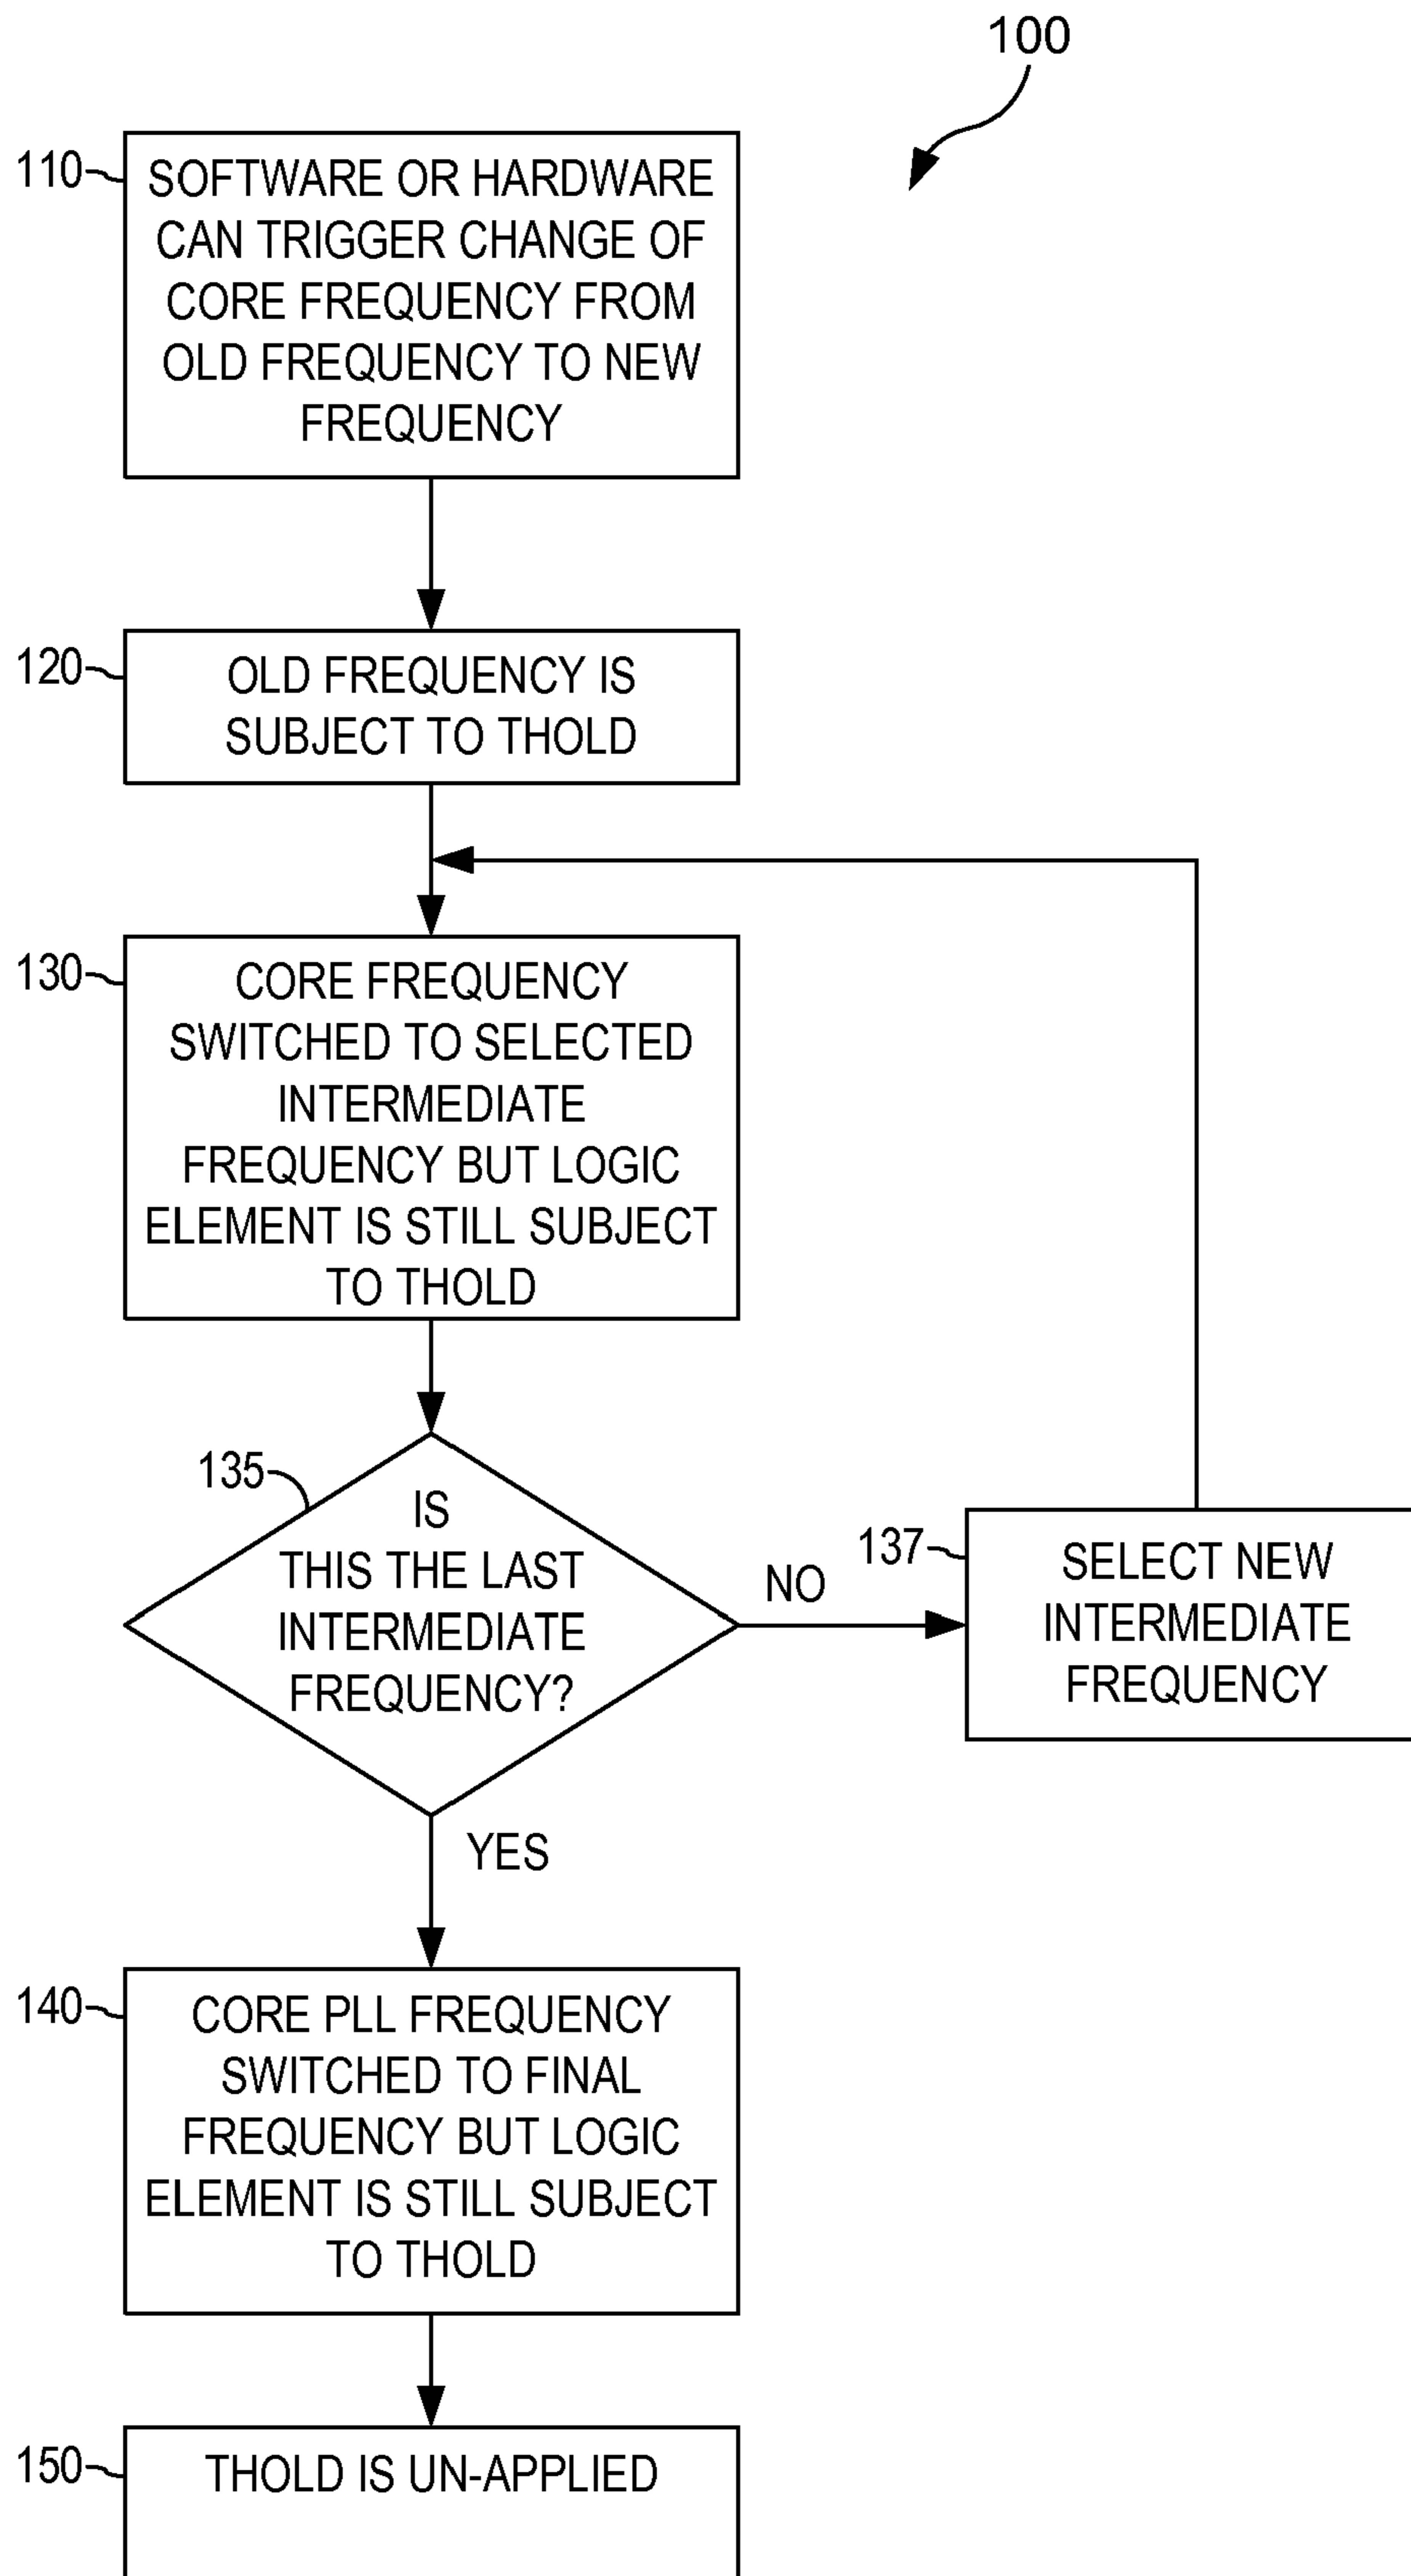 100
110
SOFTWARE OR HARDWARE
CAN TRIGGER CHANGE OF
CORE FREQUENCY FROM
OLD FREQUENCY TO NEW
FREQUENCY
120
OLD FREQUENCY IS
SUBJECT TO THOLD
130
CORE FREQUENCY
SWITCHED TO SELECTED
INTERMEDIATE
FREQUENCY BUT LOGIC
ELEMENT IS STILL SUBJECT
TO THOLD
135
IS
THIS THE LAST
INTERMEDIATE
FREQUENCY?
NO
137
SELECT NEW
INTERMEDIATE
FREQUENCY
YES
140
CORE PLL FREQUENCY
SWITCHED TO FINAL
FREQUENCY BUT LOGIC
ELEMENT IS STILL SUBJECT
TO THOLD
150
THOLD IS UN-APPLIED